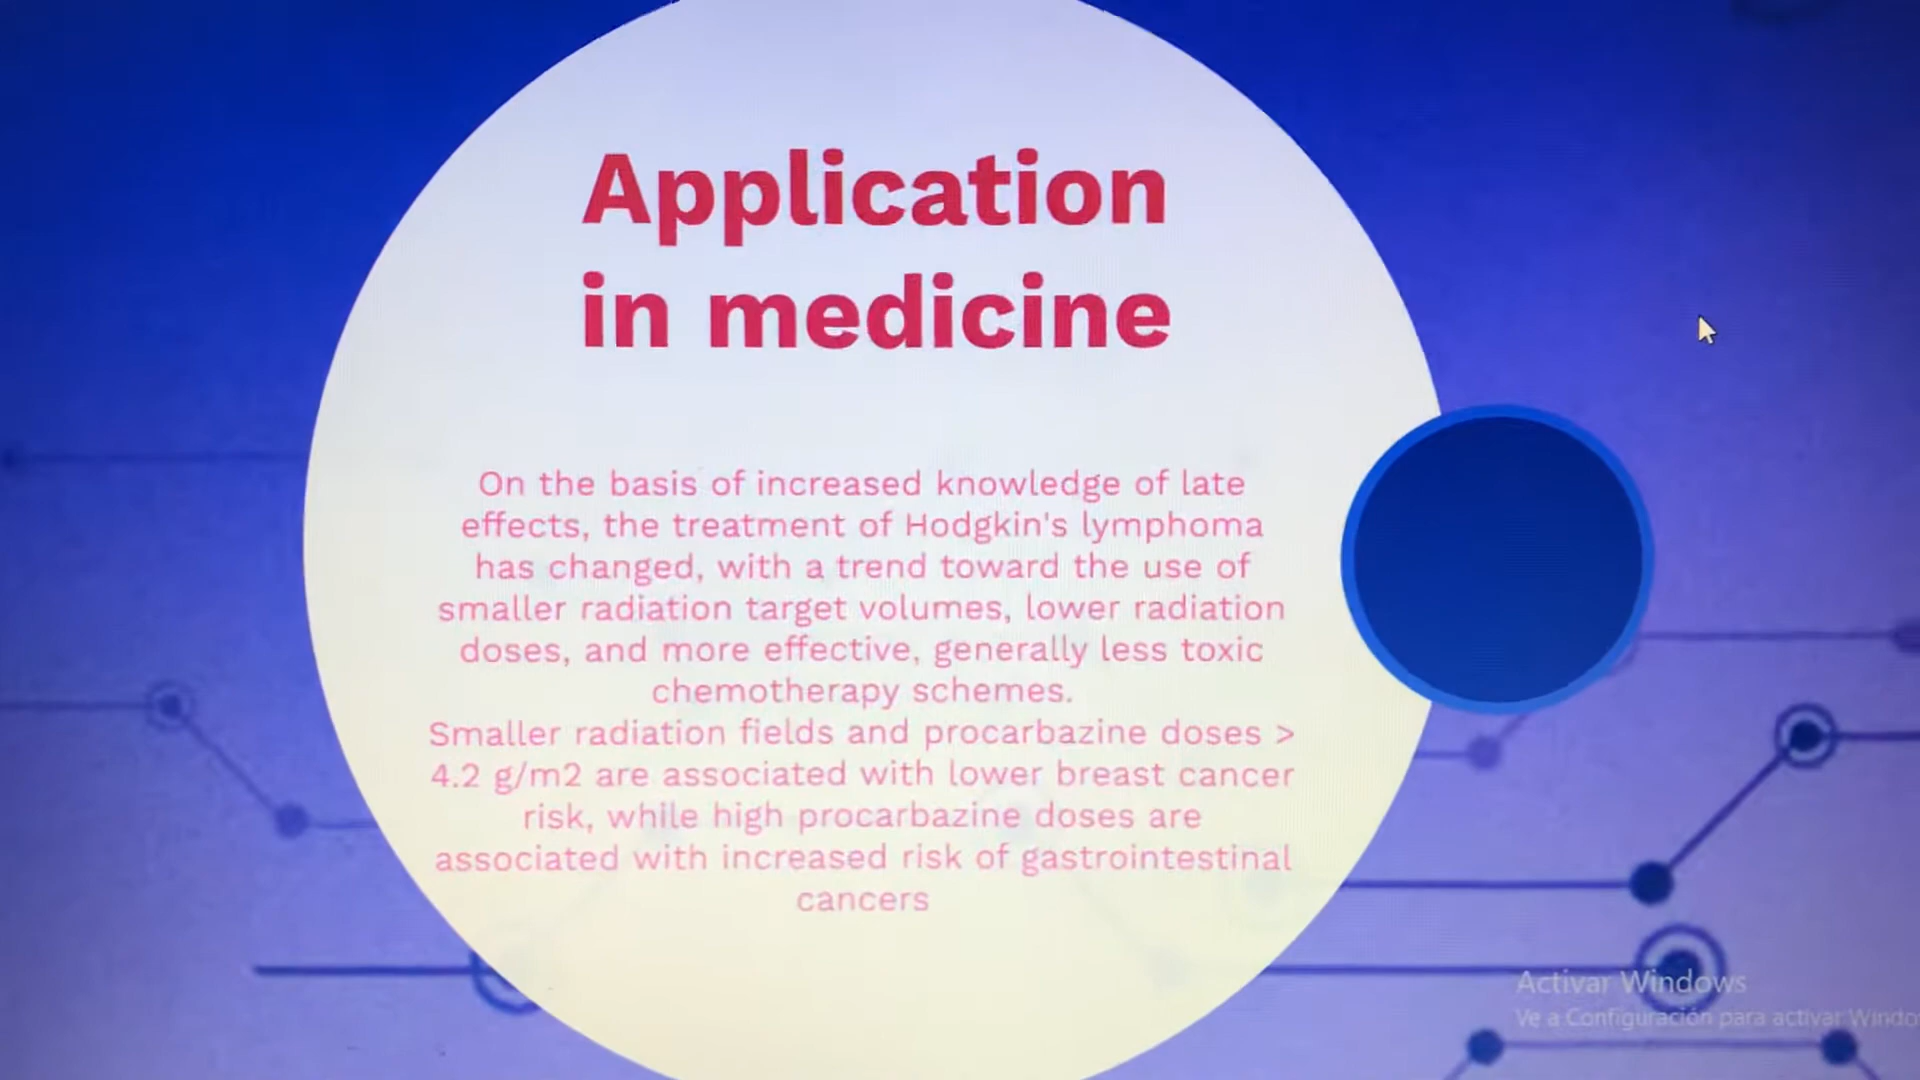 Application
in medicine
On the basis of increased knowledge of late
effects, the treatment of Hodgkin's lymphoma
has changed, with a trend toward the use of
smaller radiation target volumes, lower radiation
doses, and more effective, generally less toxic
chemotherapy schemes.
Smaller radiation fields and procarbazine doses >
4.2 g/m2 are associated with lower breast cancer
risk, while high procarbazine doses are
associated with increased risk of gastrointestinal
cancers
Activar Windows
Ve a Configuración para activar Windo